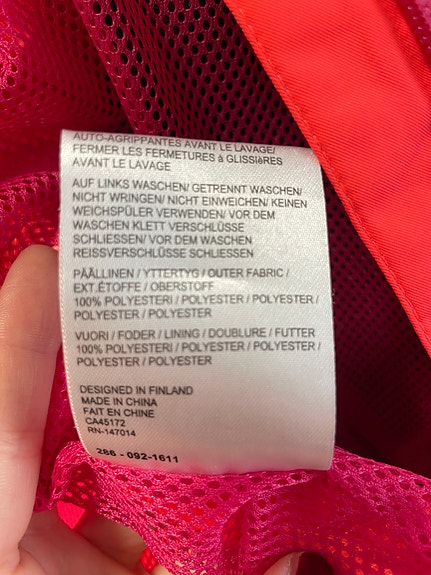 AUTO-AGRIPPANTES AVANT LE LAVAGE/
FERMER LES FERMETURES à GLISSIèRES
AVANT LE LAVAGE
AUF LINKS WASCHEN/ GETRENNT WASCHEN/
NICHT WRINGEN/ NICHT EINWEICHEN/ KEINEN
WEICHSPÜLER VERWENDEN/ VOR DEM
WASCHEN KLETT VERSCHLÜSSE
SCHLIESSEN/ VOR DEM WASCHEN
REISSVERSCHLÜSSE SCHLIESSEN
PÄÄLLINEN / YTTERTYG / OUTER FABRIC /
EXT.ÉTOFFE / OBERSTOFF
100% POLYESTERI / POLYESTER / POLYESTER /
POLYESTER / POLYESTER
VUORI / FODER / LINING / DOUBLURE / FUTTER
100% POLYESTERI / POLYESTER / POLYESTER /
POLYESTER / POLYESTER
DESIGNED IN FINLAND
MADE IN CHINA
FAIT EN CHINE
CA45172
RN-147014
286 - 092-1611